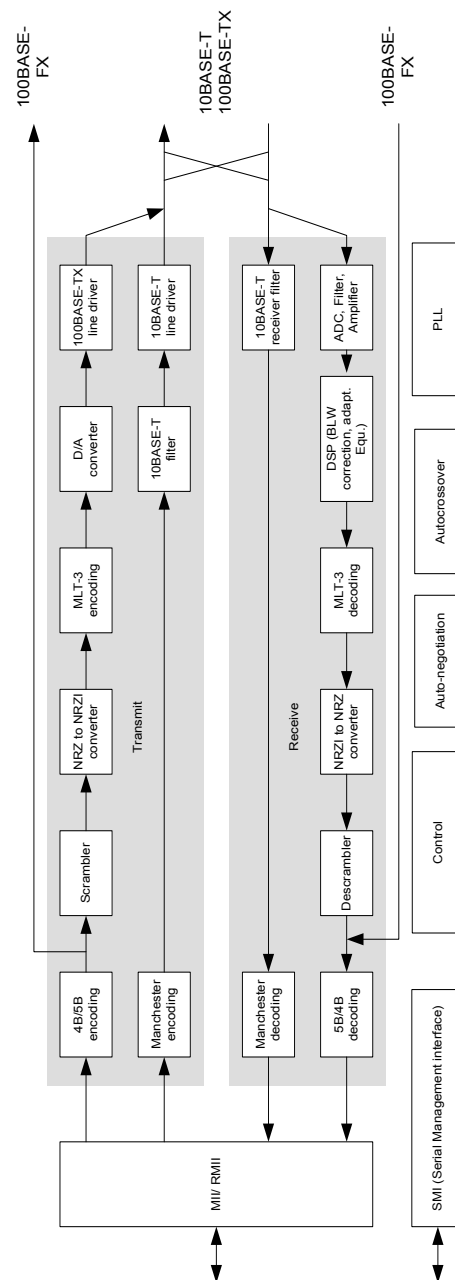 100BASE-
FX
10BASE-T
100BASE-TX
100BASE-
FX
100BASE-TX
line driver
10BASE-T
line driver
10BASE-T
receiver filter
ADC, Filter,
Amplifier
PLL
D/A
converter
10BASE-T
filter
DSP (BLW
correction, adapt.
Equ.)
Autocrossover
MLT-3
encoding
MLT-3
decoding
Auto-negotiation
NRZ to NRZI
converter
Transmit
Receive
NRZI to NRZ
converter
Control
Scrambler
Descrambler
4B/5B
encoding
Manchester
encoding
Manchester
decoding
5B/4B
decoding
MII/ RMII
SMI (Serial Management interface)